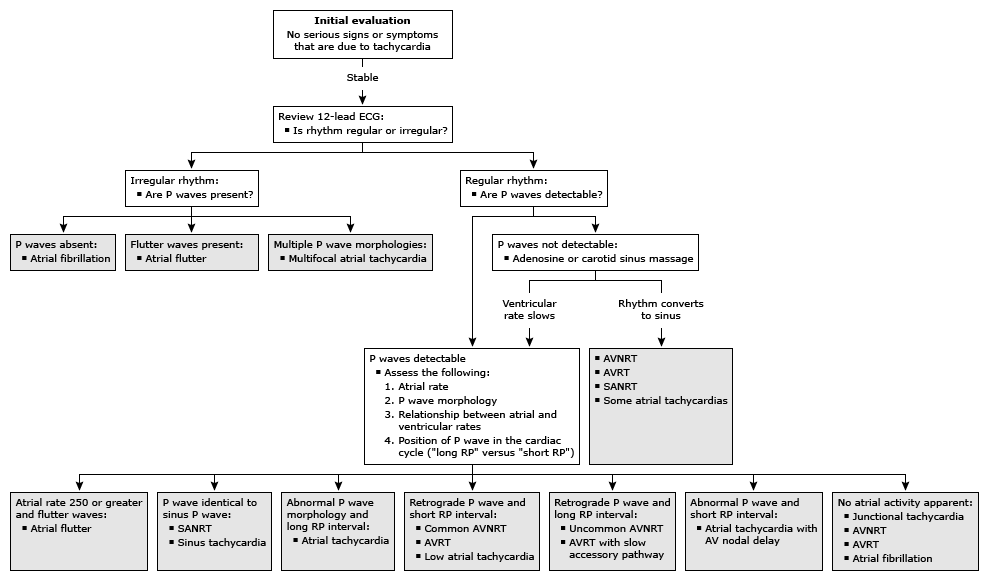 Initial evaluation
No serious signs or symptoms
that are due to tachycardia
Stable
Review 12-lead ECG:
▪ Is rhythm regular or irregular?
Irregular rhythm:
▪ Are P waves present?
Regular rhythm:
▪ Are P waves detectable?
P waves absent:
▪ Atrial fibrillation
Flutter waves present:
▪ Atrial flutter
Multiple P wave morphologies:
▪ Multifocal atrial tachycardia
P waves not detectable:
▪ Adenosine or carotid sinus massage
Ventricular
rate slows
Rhythm converts
to sinus
P waves detectable
▪ Assess the following:
1. Atrial rate
2. P wave morphology
3. Relationship between atrial and
ventricular rates
4. Position of P wave in the cardiac
cycle ("long RP" versus "short RP")
▪ AVNRT
▪ AVRT
▪ SANRT
▪ Some atrial tachycardias
Atrial rate 250 or greater
and flutter waves:
▪ Atrial flutter
P wave identical to
sinus P wave:
▪ SANRT
▪ Sinus tachycardia
Abnormal P wave
morphology and
long RP interval:
▪ Atrial tachycardia
Retrograde P wave and
short RP interval:
▪ Common AVNRT
▪ AVRT
▪ Low atrial tachycardia
Retrograde P wave and
long RP interval:
▪ Uncommon AVNRT
▪ AVRT with slow
accessory pathway
Abnormal P wave and
short RP interval:
▪ Atrial tachycardia with
AV nodal delay
No atrial activity apparent:
▪ Junctional tachycardia
▪ AVNRT
▪ AVRT
▪ Atrial fibrillation